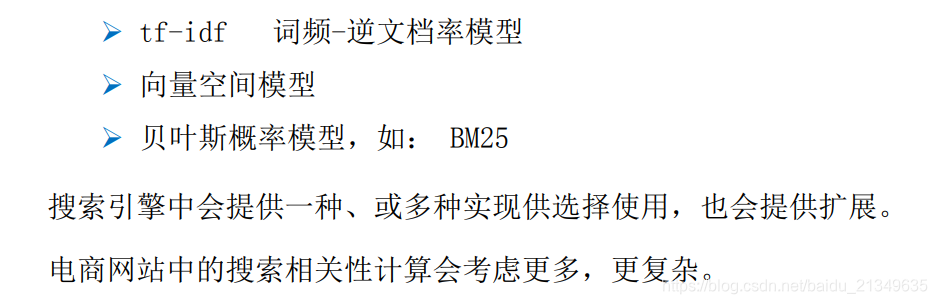 ➢ tf-idf 词频-逆文档率模型
➢ 向量空间模型
➢ 贝叶斯概率模型，如： BM25
搜索引擎中会提供一种、或多种实现供选择使用，也会提供扩展。
电商网站中的搜索相关性计算会考虑更多，更复杂。
https://blog.csdn.net/baidu_21349635